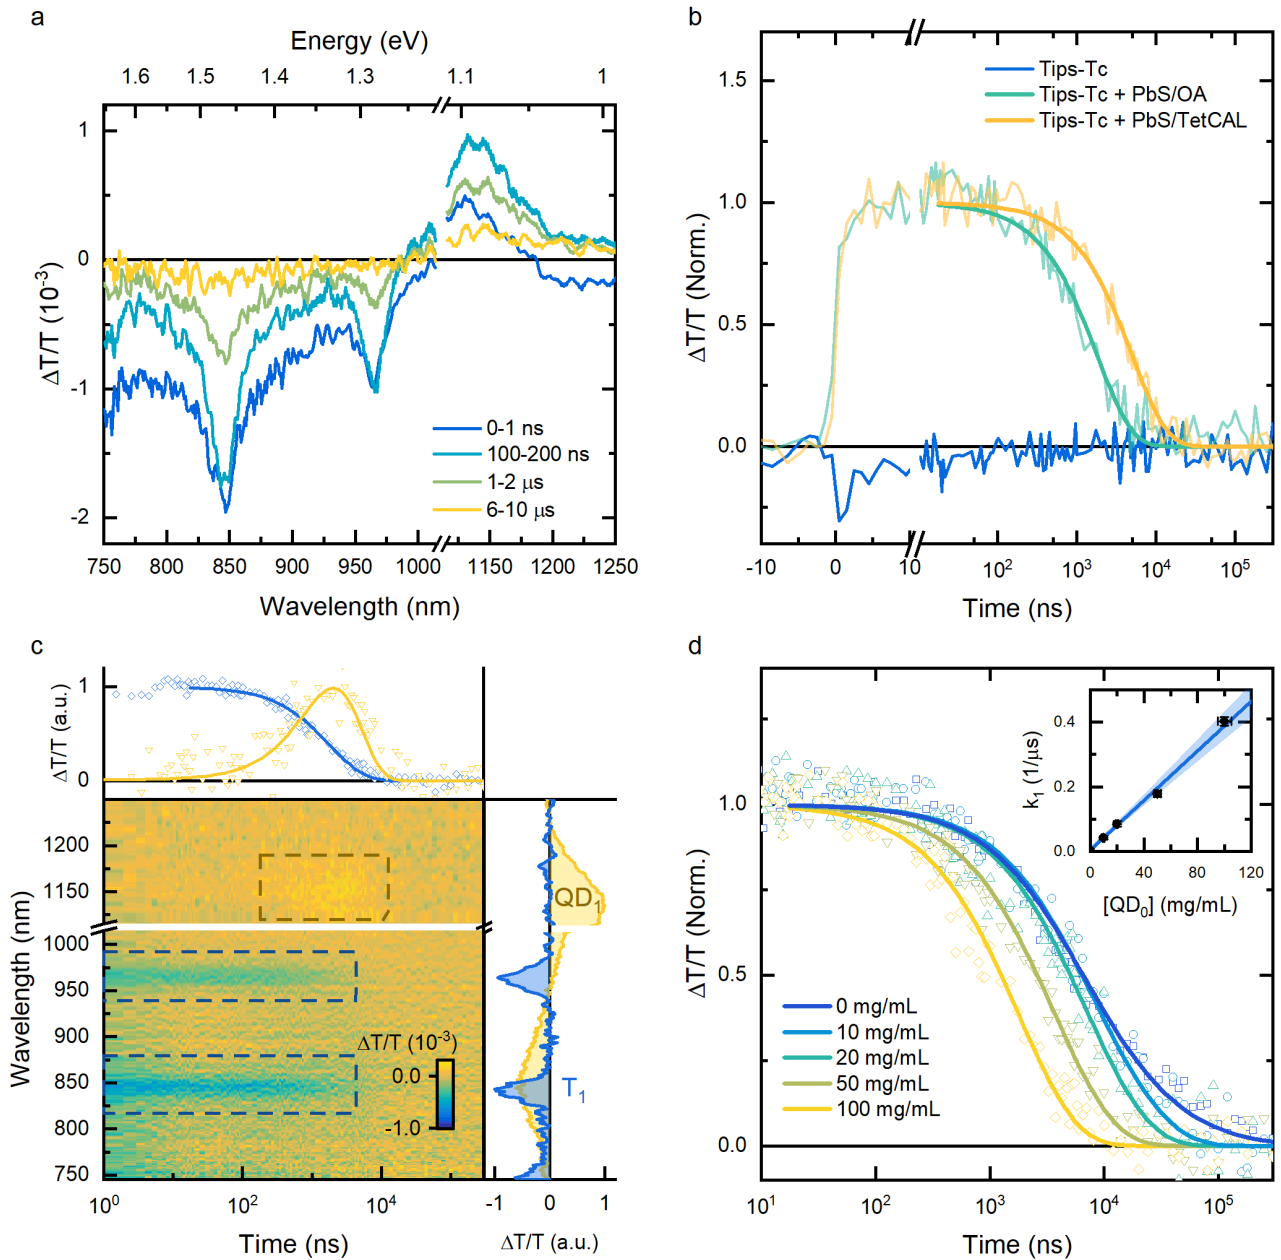 a
Energy (eV)
1.6 1.5 1.4 1.3 1.1 1
1
0
-1
-2
ΔT/T (10⁻³)
0-1 ns
100-200 ns
1-2 μs
6-10 μs
750 800 850 900 950 1000 1150 1200 1250
Wavelength (nm)
b
1.5
1.0
0.5
0.0
ΔT/T (Norm.)
Tips-Tc
Tips-Tc + PbS/OA
Tips-Tc + PbS/TetCAL
-10 0 10 10² 10³ 10⁴ 10⁵
Time (ns)
c
1
0
ΔT/T (a.u.)
1200
1150
1000
950
900
850
800
750
Wavelength (nm)
QD₁
T₁
ΔT/T (10⁻³)
0.0
-1.0
10⁰ 10² 10⁴
Time (ns)
-1 0 1
ΔT/T (a.u.)
d
1.0
0.5
0.0
ΔT/T (Norm.)
0.4
0.2
0.0
k₁ (1/μs)
0 40 80 120
[QD₀] (mg/mL)
0 mg/mL
10 mg/mL
20 mg/mL
50 mg/mL
100 mg/mL
10¹ 10² 10³ 10⁴ 10⁵
Time (ns)